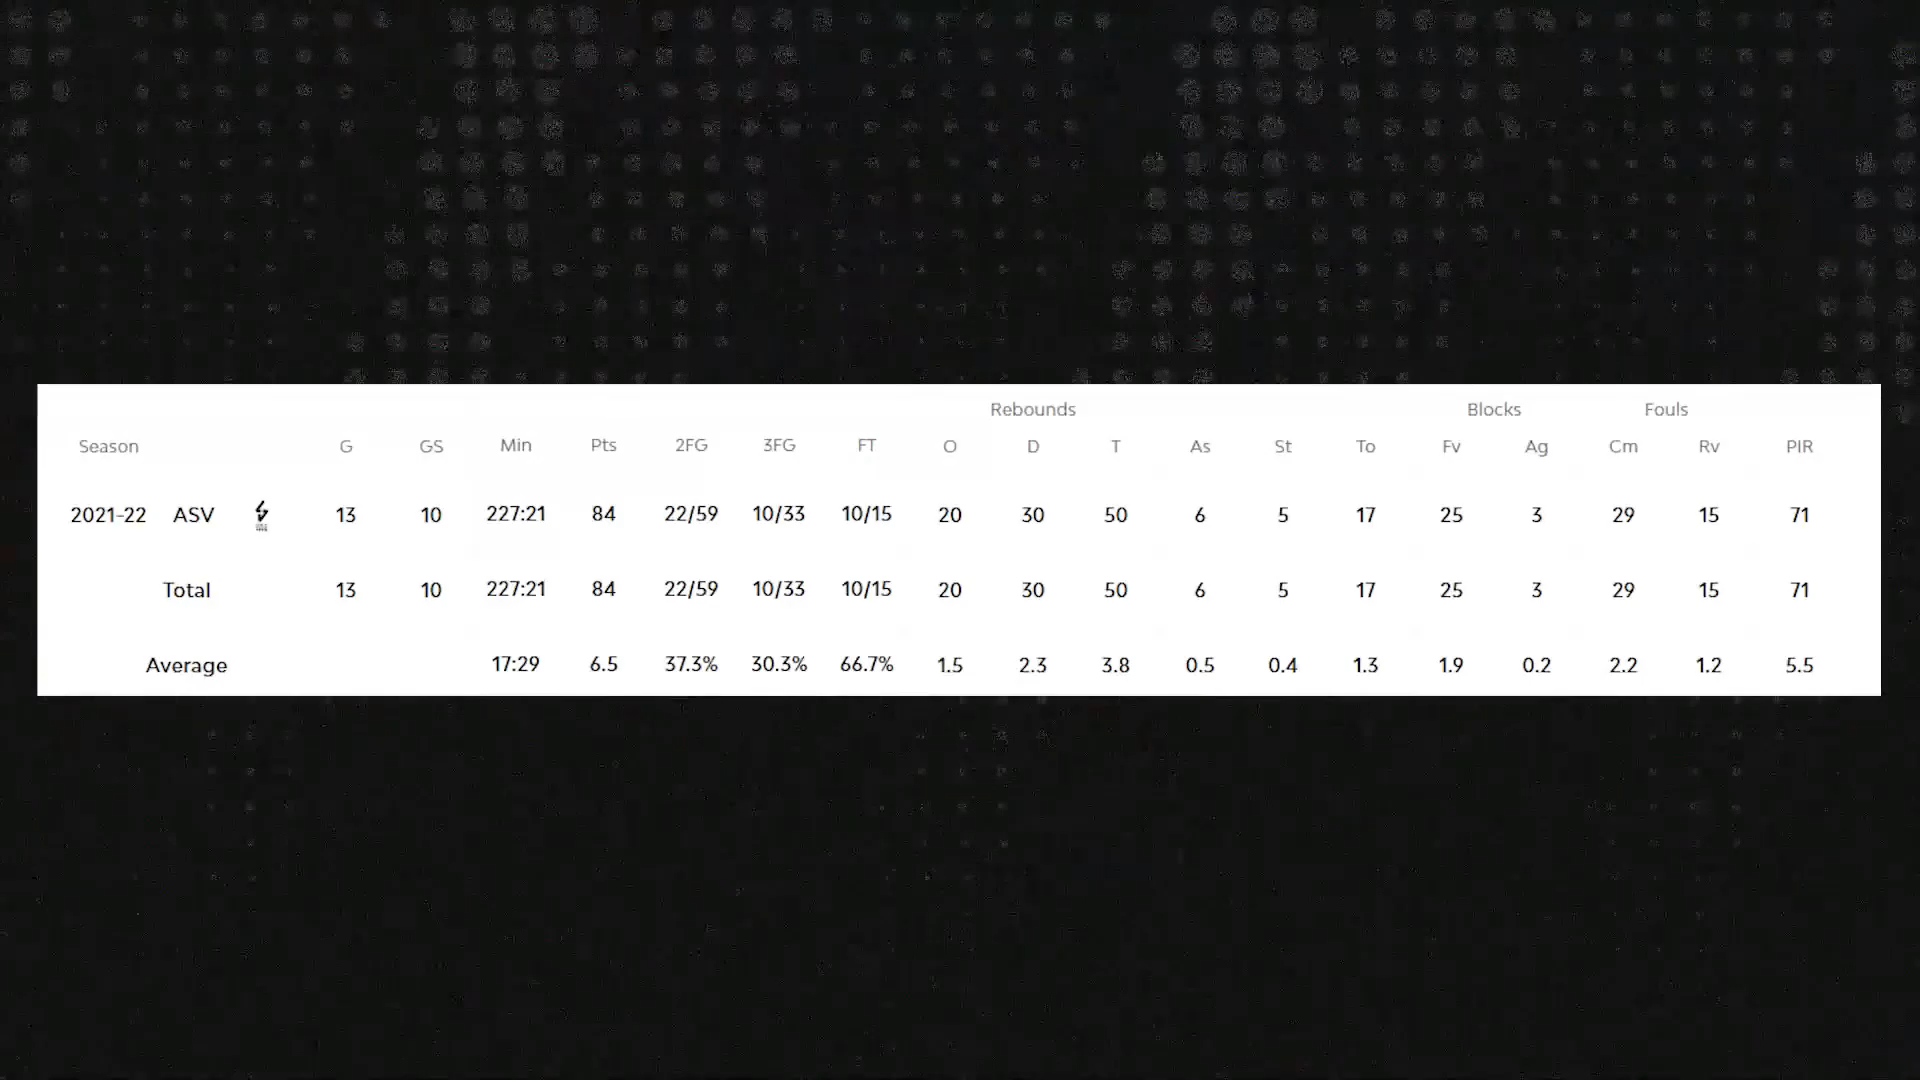 Rebounds Blocks Fouls
Season G GS Min Pts 2FG 3FG FT O D T As St To Fv Ag Cm Rv PIR
2021-22 ASV 13 10 227:21 84 22/59 10/33 10/15 20 30 50 6 5 17 25 3 29 15 71
Total 13 10 227:21 84 22/59 10/33 10/15 20 30 50 6 5 17 25 3 29 15 71
Average 17:29 6.5 37.3% 30.3% 66.7% 1.5 2.3 3.8 0.5 0.4 1.3 1.9 0.2 2.2 1.2 5.5